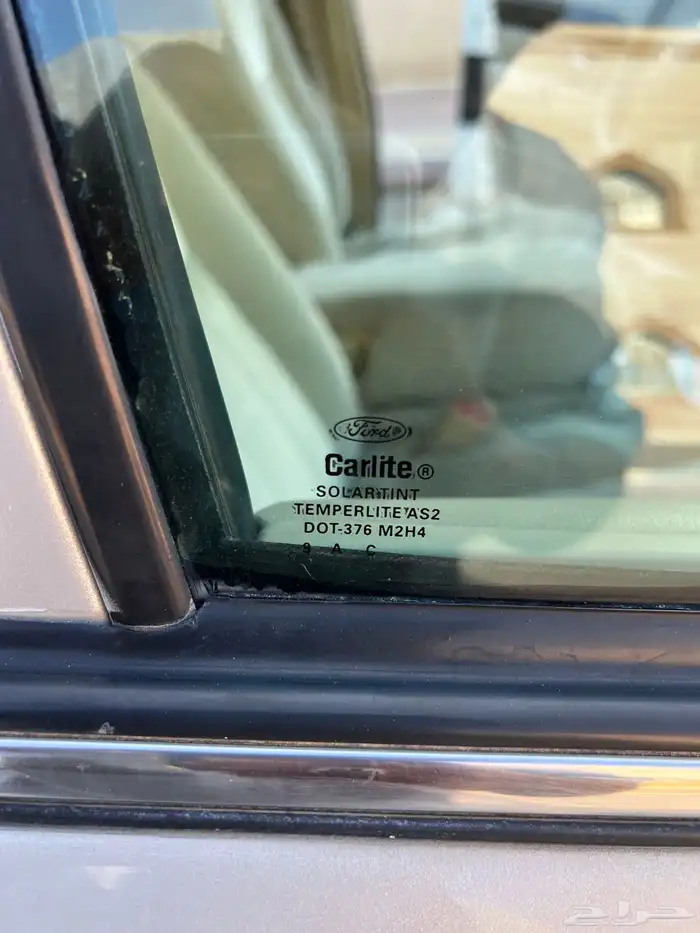 Ford
Carlite®
SOLARTINT
TEMPERLITE AS2
DOT-376 M2H4
9 A C
حراج